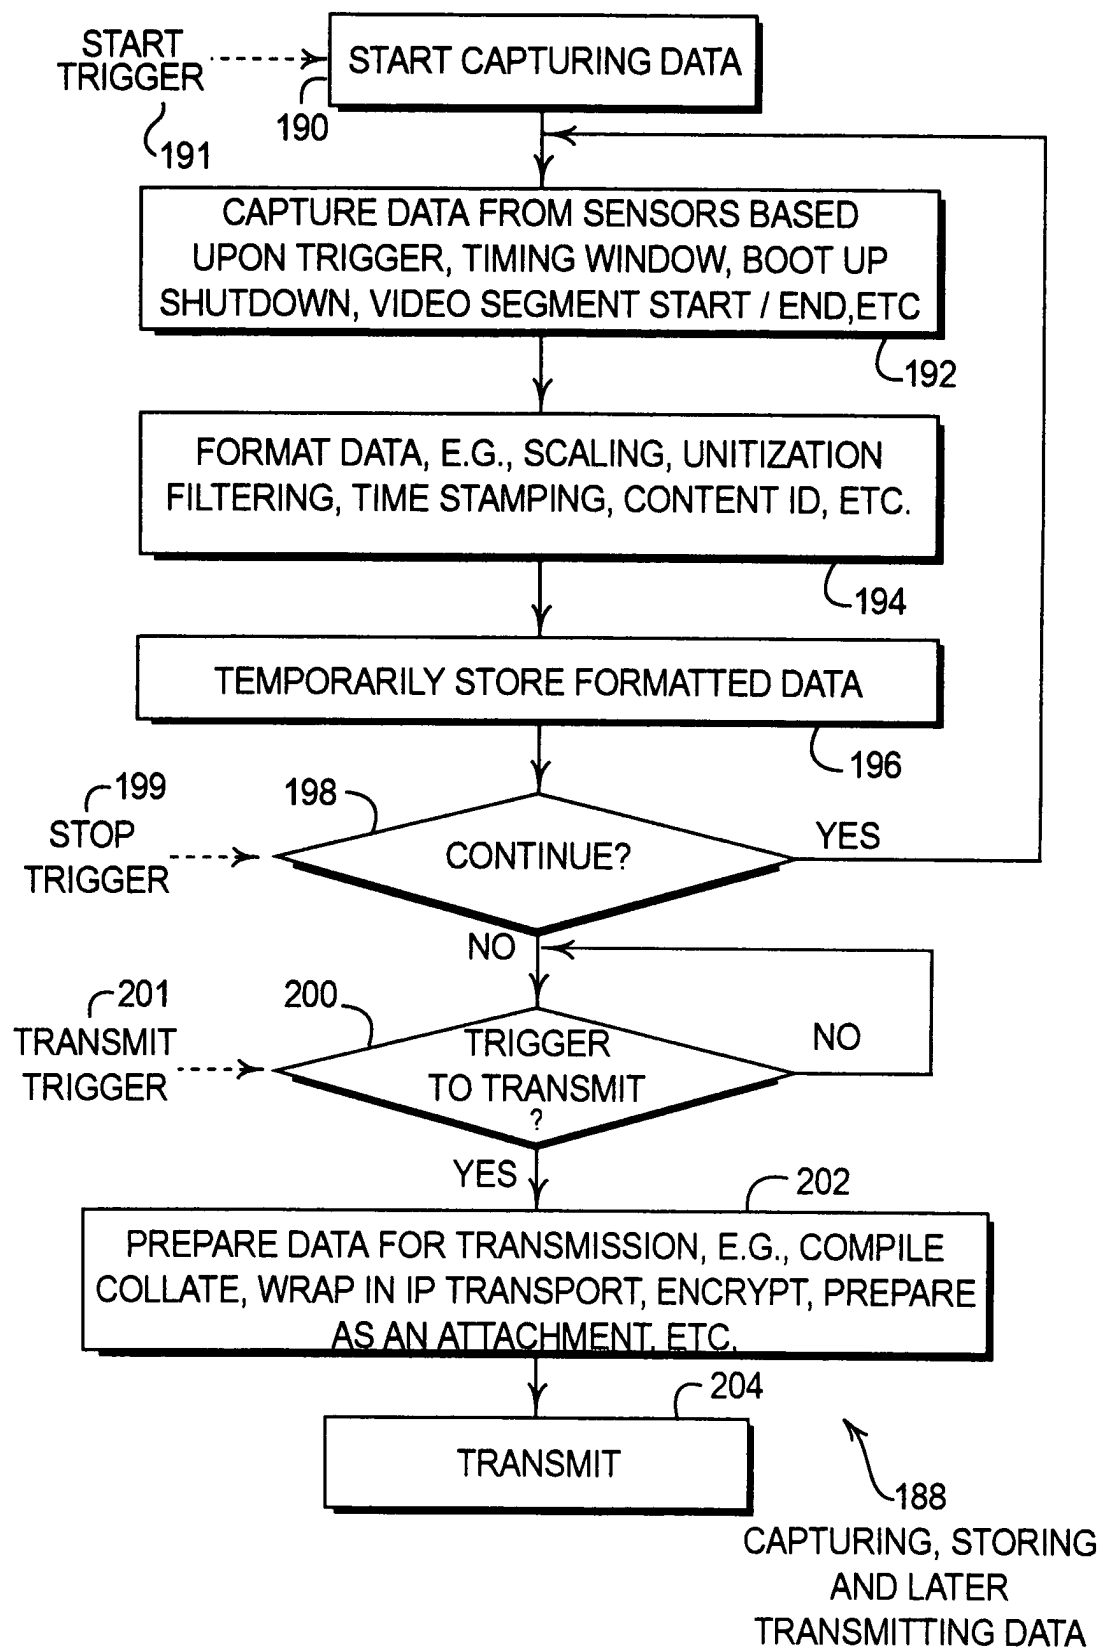 START
TRIGGER
191
START CAPTURING DATA
190
CAPTURE DATA FROM SENSORS BASED
UPON TRIGGER, TIMING WINDOW, BOOT UP
SHUTDOWN, VIDEO SEGMENT START / END,ETC
192
FORMAT DATA, E.G., SCALING, UNITIZATION
FILTERING, TIME STAMPING, CONTENT ID, ETC.
194
TEMPORARILY STORE FORMATTED DATA
196
199
STOP
TRIGGER
198
CONTINUE?
YES
NO
201
TRANSMIT
TRIGGER
200
TRIGGER
TO TRANSMIT
?
NO
YES
202
PREPARE DATA FOR TRANSMISSION, E.G., COMPILE
COLLATE, WRAP IN IP TRANSPORT, ENCRYPT, PREPARE
AS AN ATTACHMENT, ETC.
204
TRANSMIT
188
CAPTURING, STORING
AND LATER
TRANSMITTING DATA